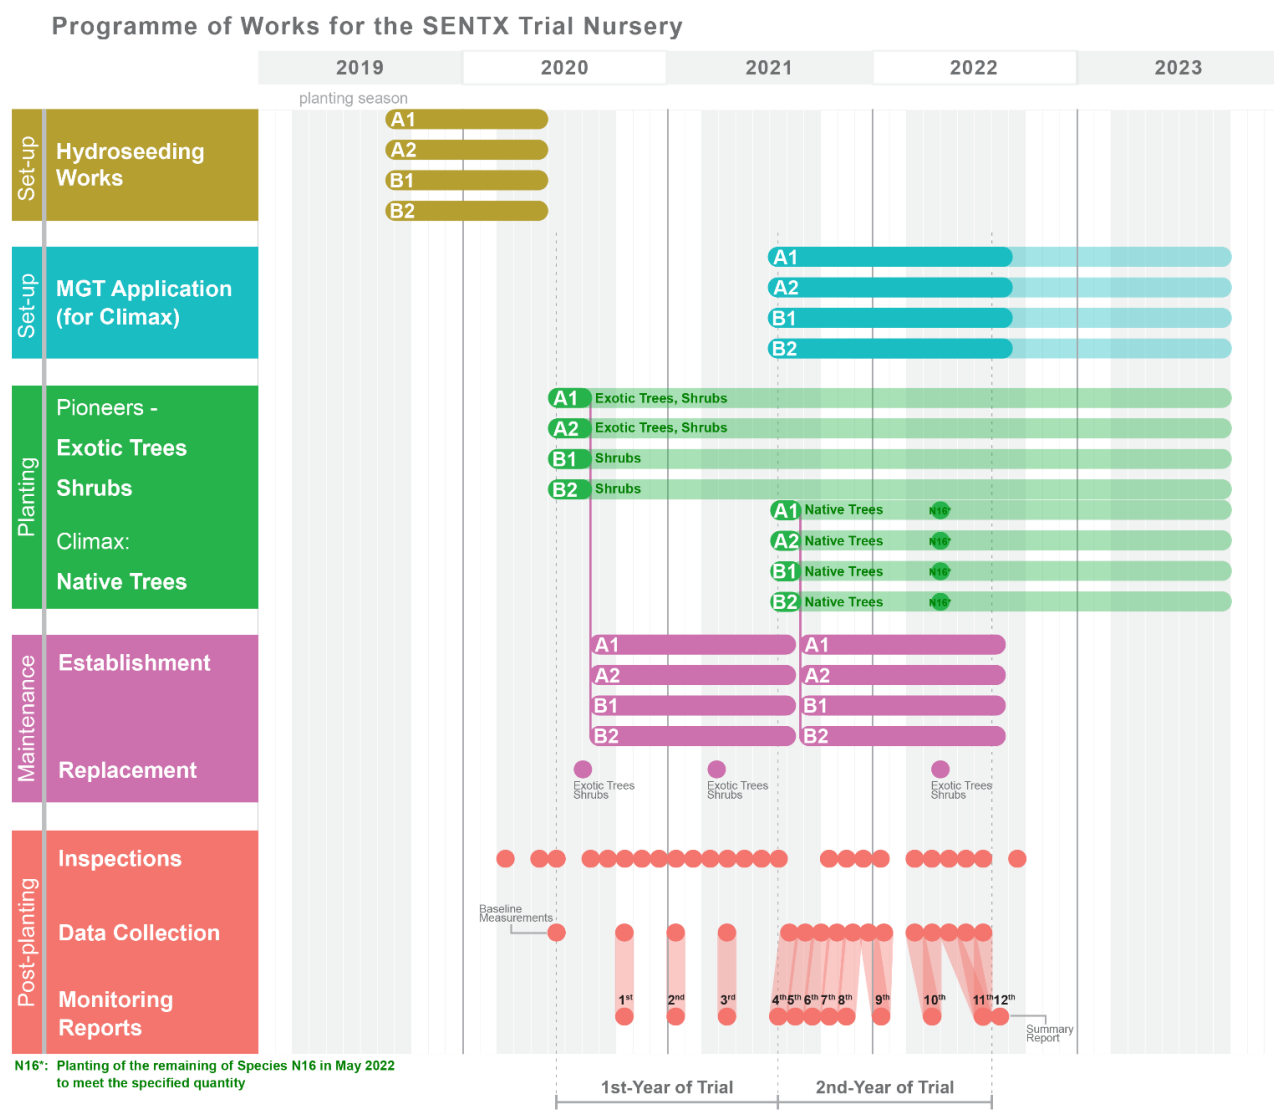 Programme of Works for the SENTX Trial Nursery
2019 2020 2021 2022 2023
planting season
Set-up
Hydroseeding
Works
A1
A2
B1
B2
Set-up
MGT Application
(for Climax)
A1
A2
B1
B2
Planting
Pioneers -
Exotic Trees
Shrubs
Climax:
Native Trees
A1 Exotic Trees, Shrubs
A2 Exotic Trees, Shrubs
B1 Shrubs
B2 Shrubs
A1 Native Trees N16*
A2 Native Trees N16*
B1 Native Trees N16*
B2 Native Trees N16*
Maintenance
Establishment
A1 A1
A2 A2
B1 B1
B2 B2
Replacement
Exotic Trees Exotic Trees Exotic Trees
Shrubs Shrubs Shrubs
Post-planting
Inspections
Data Collection
Baseline
Measurements
Monitoring
Reports
1st 2nd 3rd 4th 5th 6th 7th 8th 9th 10th 11th 12th
Summary
Report
N16*: Planting of the remaining of Species N16 in May 2022
to meet the specified quantity
1st-Year of Trial 2nd-Year of Trial